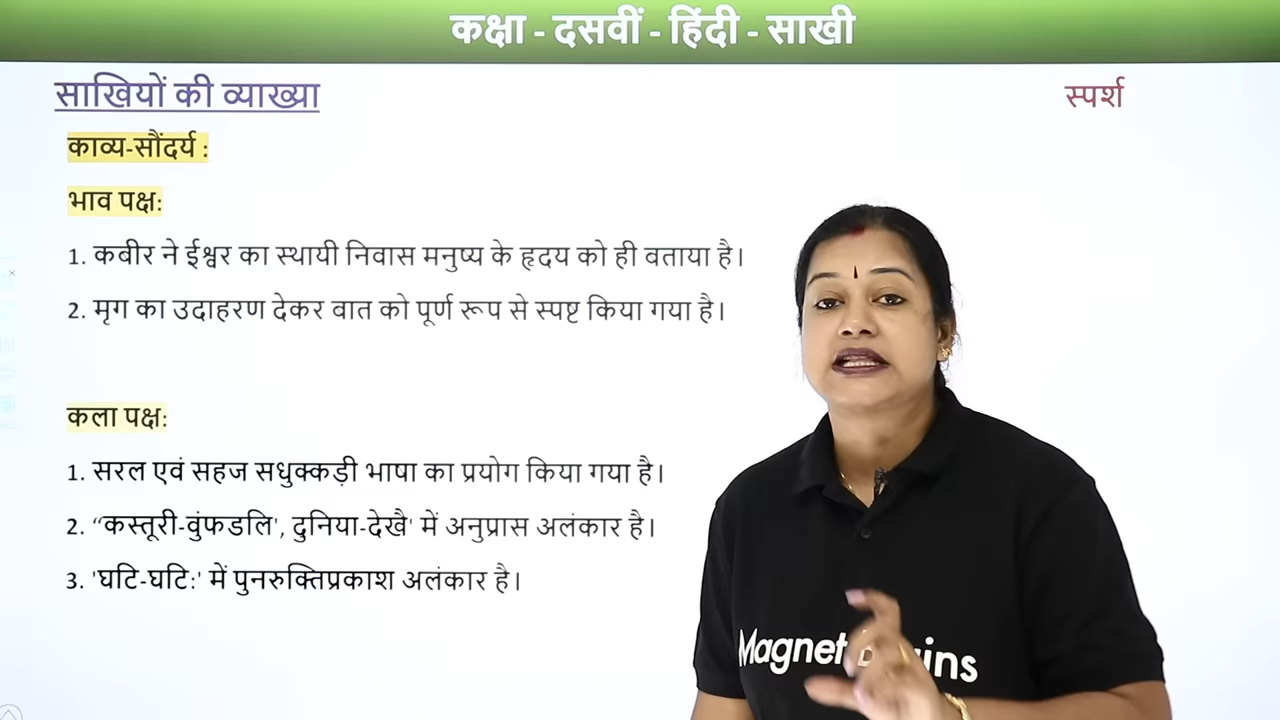 कक्षा - दसवीं - हिंदी - साखी
साखियों की व्याख्या
स्पर्श
काव्य-सौंदर्य :
भाव पक्ष:
1. कबीर ने ईश्वर का स्थायी निवास मनुष्य के हृदय को ही बताया है।
2. मृग का उदाहरण देकर बात को पूर्ण रूप से स्पष्ट किया गया है।
कला पक्ष:
1. सरल एवं सहज सधुक्कड़ी भाषा का प्रयोग किया गया है।
2. ‘‘कस्तूरी-वुंफडलि', दुनिया-देखै' में अनुप्रास अलंकार है।
3. 'घटि-घटि:' में पुनरुक्तिप्रकाश अलंकार है।
Magnet